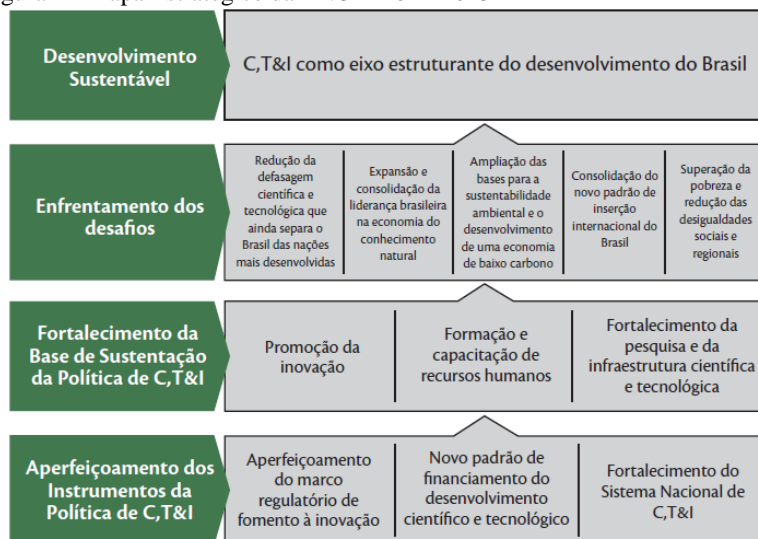 Desenvolvimento
Sustentável
C,T&I como eixo estruturante do desenvolvimento do Brasil
Enfrentamento dos
desafios
Redução da
defasagem
científica e
tecnológica que
ainda separa o
Brasil das nações
mais desenvolvidas
Expansão e
consolidação da
liderança brasileira
na economia do
conhecimento
natural
Ampliação das
bases para a
sustentabilidade
ambiental e o
desenvolvimento
de uma economia
de baixo carbono
Consolidação do
novo padrão de
inserção
internacional do
Brasil
Superação da
pobreza e
redução das
desigualdades
sociais e
regionais
Fortalecimento da
Base de Sustentação
da Política de C,T&I
Promoção da
inovação
Formação e
capacitação de
recursos humanos
Fortalecimento da
pesquisa e da
infraestrutura científica
e tecnológica
Aperfeiçoamento dos
Instrumentos da
Política de C,T&I
Aperfeiçoamento
do marco
regulatório de
fomento à inovação
Novo padrão de
financiamento do
desenvolvimento
científico e tecnológico
Fortalecimento do
Sistema Nacional de
C,T&I